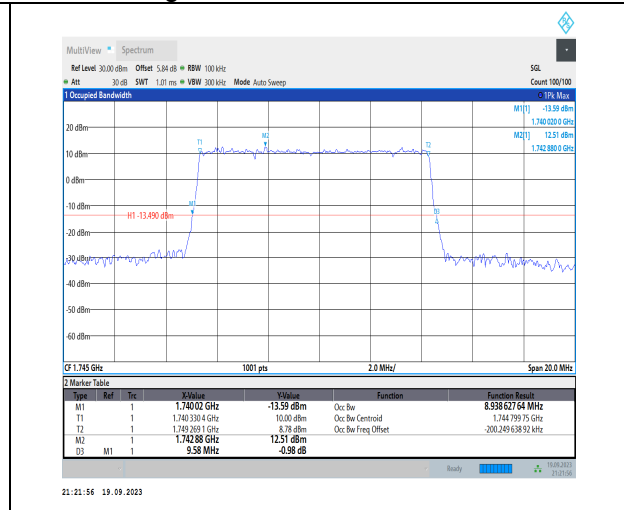 MultiView Spectrum
Ref Level 30.00 dBm Offset 5.84 dB RBW 100 kHz SGL
Att 30 dB SWT 1.01 ms VBW 300 kHz Mode Auto Sweep Count 100/100
1 Occupied Bandwidth 1Pk Max
M1[1] -13.59 dBm
1.740 020 0 GHz
M2[1] 12.51 dBm
1.742 880 0 GHz
20 dBm
T1 M2 T2
10 dBm
0 dBm
-10 dBm M1 D3
H1 -13.490 dBm
-20 dBm
-30 dBm
-40 dBm
-50 dBm
-60 dBm
CF 1.745 GHz 1001 pts 2.0 MHz/ Span 20.0 MHz
2 Marker Table
Type Ref Trc X-Value Y-Value Function Function Result
M1 1 1.740 02 GHz -13.59 dBm Occ Bw 8.938 627 64 MHz
T1 1 1.740 330 4 GHz 10.00 dBm Occ Bw Centroid 1.744 799 75 GHz
T2 1 1.749 269 1 GHz 8.78 dBm Occ Bw Freq Offset -200.249 638 92 kHz
M2 1 1.742 88 GHz 12.51 dBm
D3 M1 1 9.58 MHz -0.98 dB
Ready 19.09.2023
21:21:56
21:21:56 19.09.2023